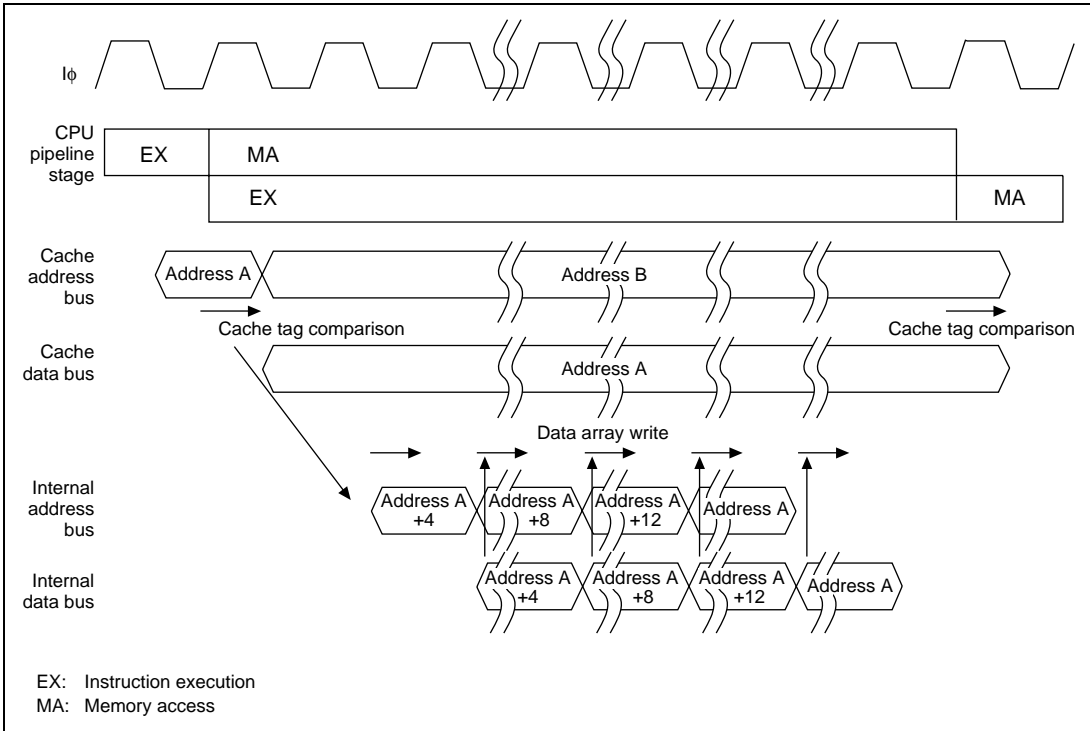 Iϕ
CPU
pipeline
stage
EX
MA
EX
MA
Cache
address
bus
Address A
Address B
Cache tag comparison
Cache tag comparison
Cache
data bus
Address A
Data array write
Internal
address
bus
Address A
+4
Address A
+8
Address A
+12
Address A
Internal
data bus
Address A
+4
Address A
+8
Address A
+12
Address A
EX: Instruction execution
MA: Memory access